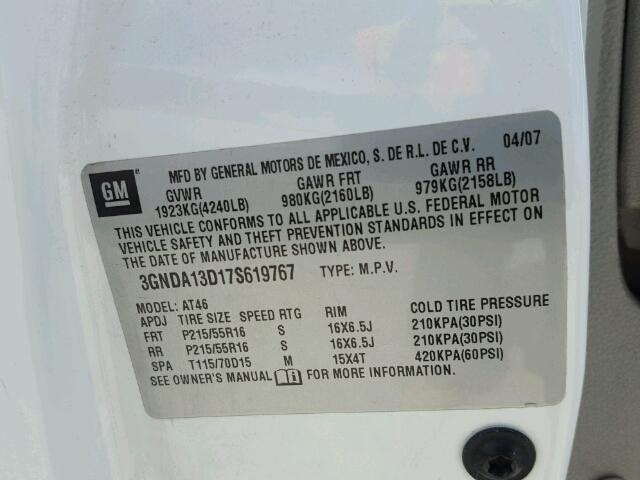 GM
MFD BY GENERAL MOTORS DE MEXICO, S. DE R.L. DE C.V. 04/07
GVWR GAWR FRT GAWR RR
1923KG(4240LB) 980KG(2160LB) 979KG(2158LB)
THIS VEHICLE CONFORMS TO ALL APPLICABLE U.S. FEDERAL MOTOR
VEHICLE SAFETY AND THEFT PREVENTION STANDARDS IN EFFECT ON
THE DATE OF MANUFACTURE SHOWN ABOVE.
3GNDA13D17S619767 TYPE: M.P.V.
MODEL: AT46
APDJ TIRE SIZE SPEED RTG RIM COLD TIRE PRESSURE
FRT P215/55R16 S 16X6.5J 210KPA(30PSI)
RR P215/55R16 S 16X6.5J 210KPA(30PSI)
SPA T115/70D15 M 15X4T 420KPA(60PSI)
SEE OWNER'S MANUAL FOR MORE INFORMATION.